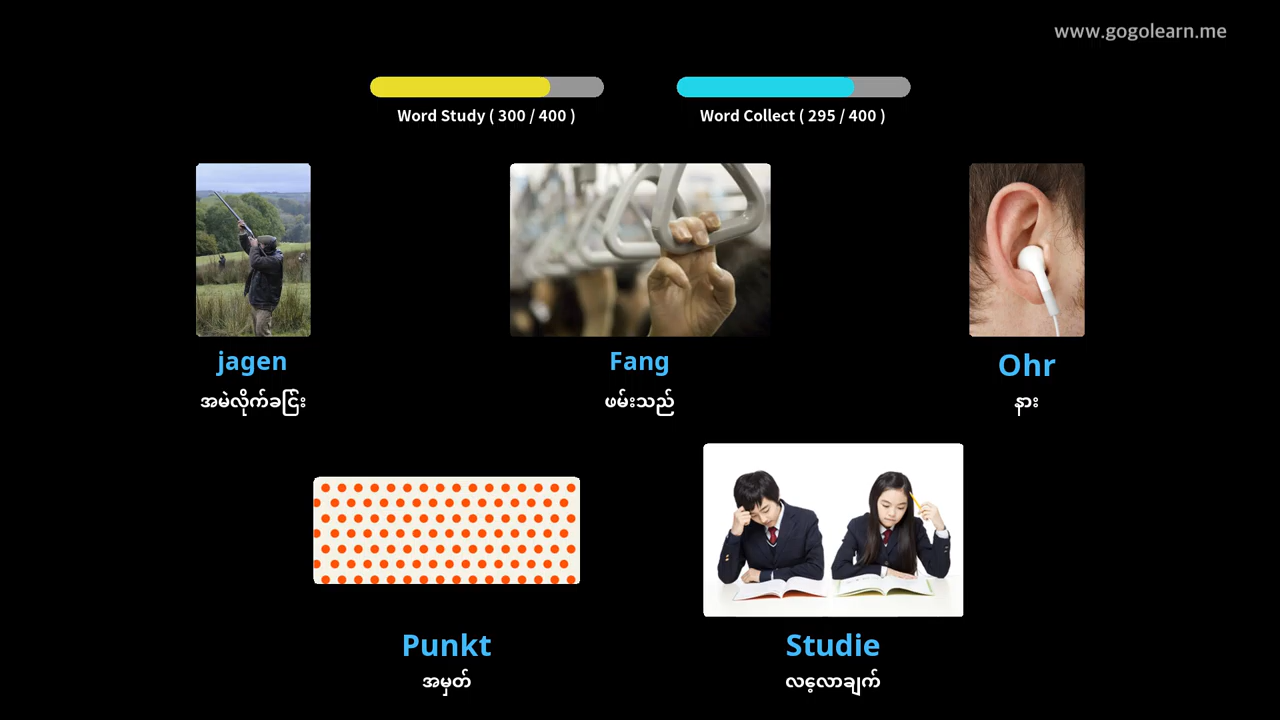 www.gogolearn.me
Word Study ( 300 / 400 )
Word Collect ( 295 / 400 )
jagen
Fang
Ohr
အမဲလိုက်ခြင်း
ဖမ်းသည်
နား
Punkt
Studie
အမှတ်
လေ့လာချက်